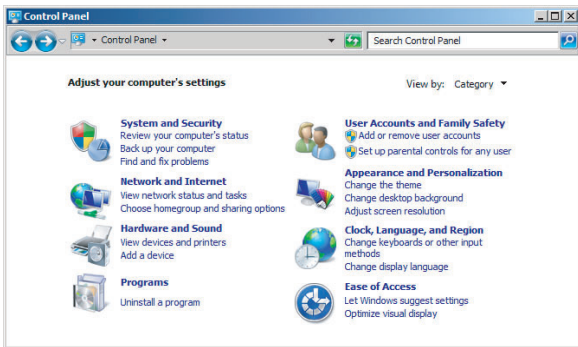 Control Panel
Control Panel
Search Control Panel
Adjust your computer's settings
View by: Category
System and Security
Review your computer's status
Back up your computer
Find and fix problems
Network and Internet
View network status and tasks
Choose homegroup and sharing options
Hardware and Sound
View devices and printers
Add a device
Programs
Uninstall a program
User Accounts and Family Safety
Add or remove user accounts
Set up parental controls for any user
Appearance and Personalization
Change the theme
Change desktop background
Adjust screen resolution
Clock, Language, and Region
Change keyboards or other input
methods
Change display language
Ease of Access
Let Windows suggest settings
Optimize visual display